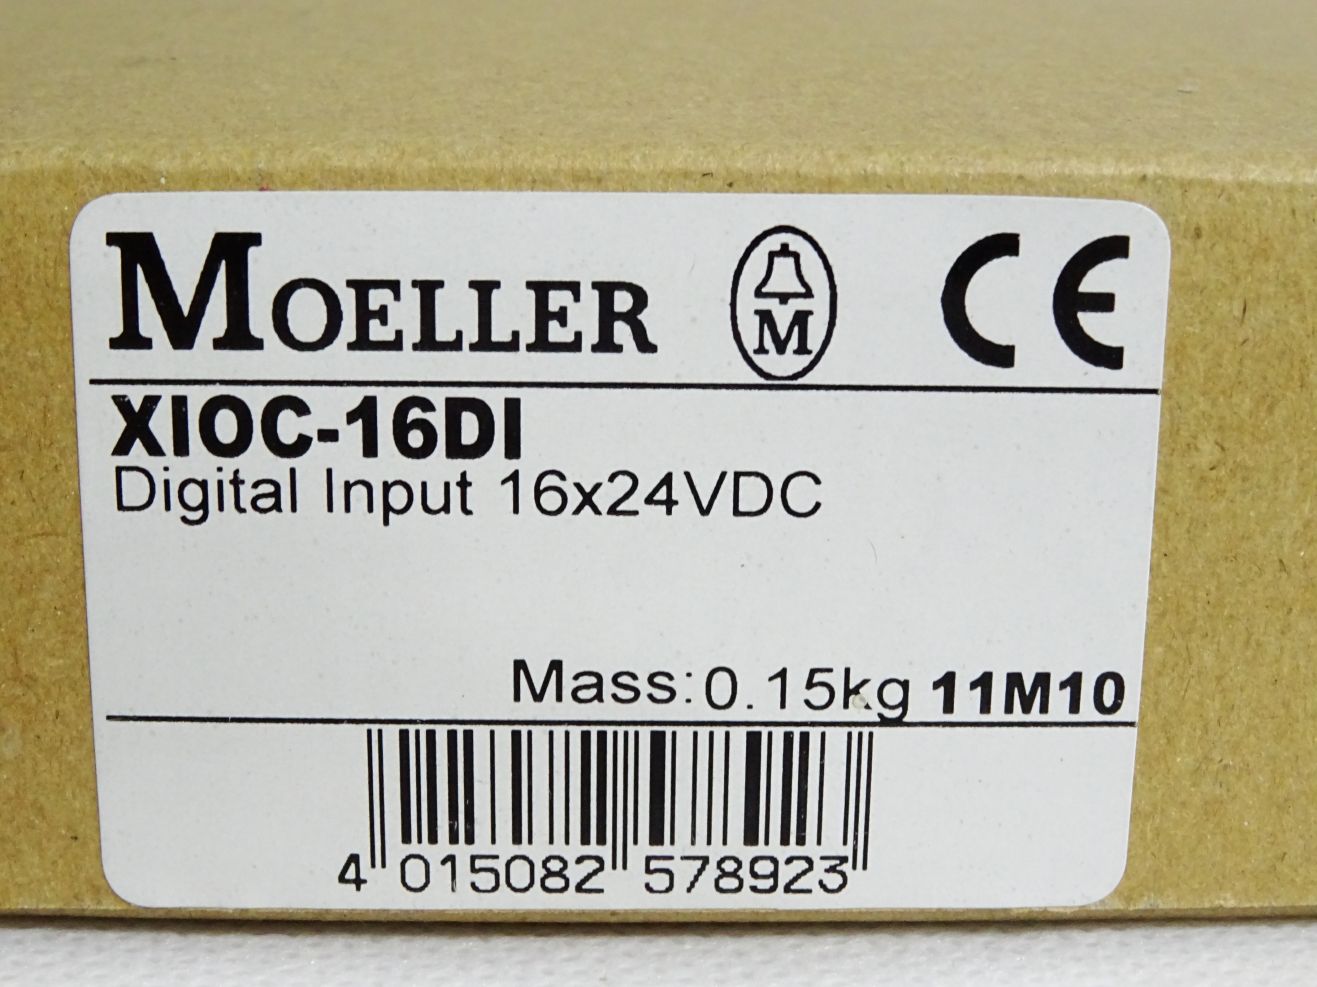 MOELLER M CE
XIOC-16DI
Digital Input 16x24VDC
Mass: 0.15kg 11M10
4 015082 578923